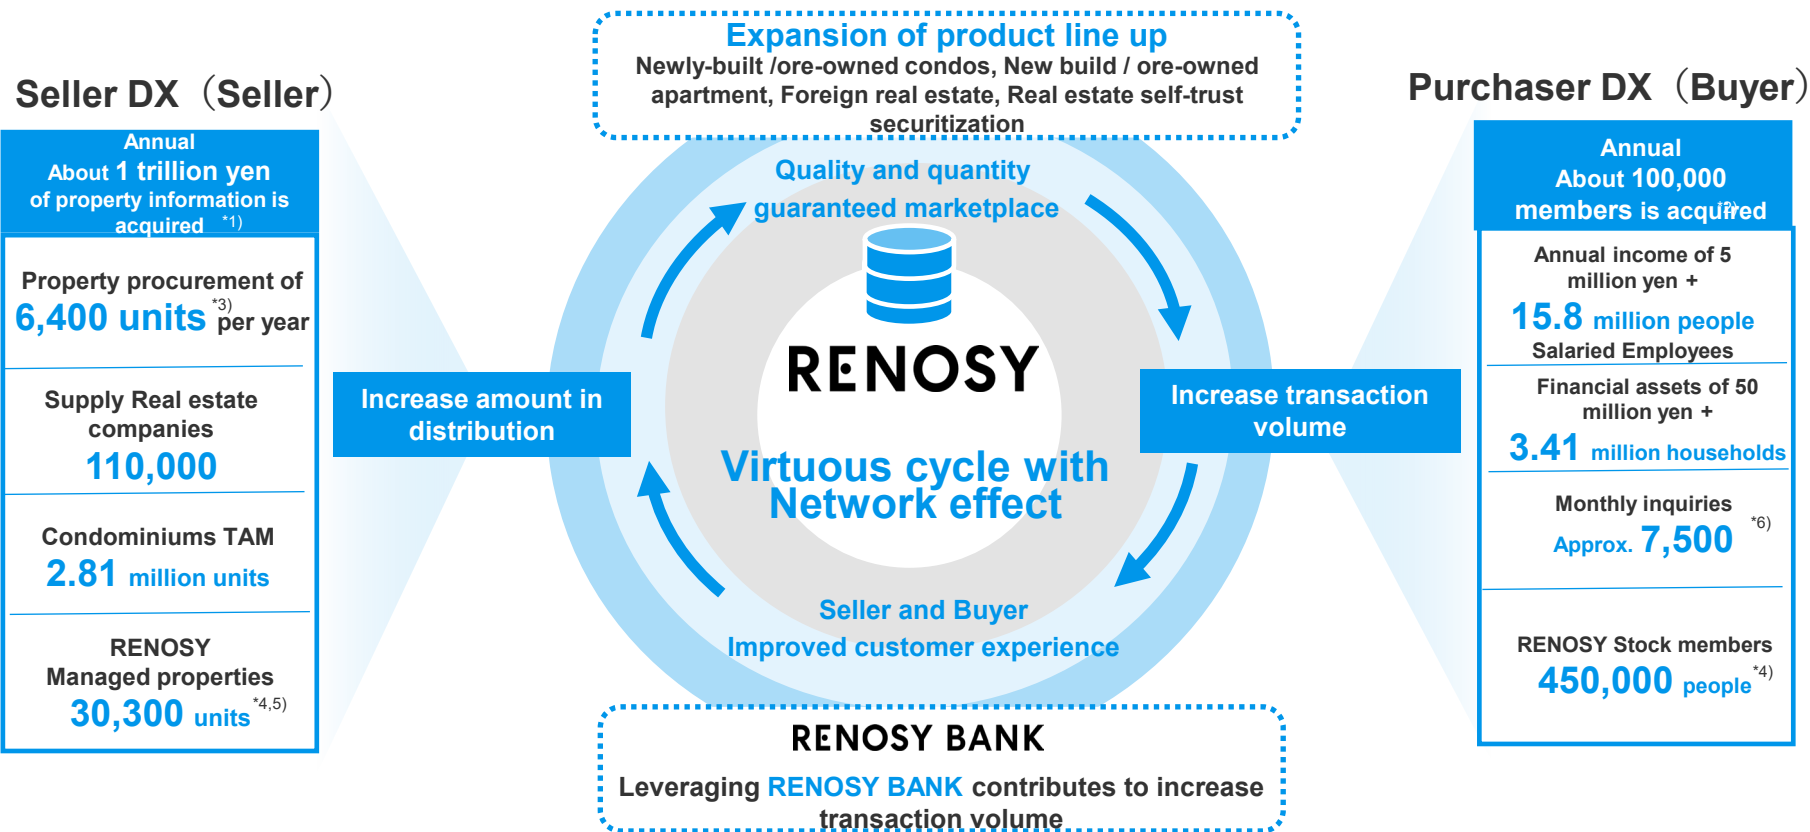 Expansion of product line up
Newly-built /ore-owned condos, New build / ore-owned
apartment, Foreign real estate, Real estate self-trust
securitization
Seller DX（Seller）
Annual
About 1 trillion yen
of property information is
acquired *1)
Property procurement of
6,400 units *3) per year
Supply Real estate
companies
110,000
Condominiums TAM
2.81 million units
RENOSY
Managed properties
30,300 units *4,5)
Increase amount in
distribution
Quality and quantity
guaranteed marketplace
RENOSY
Virtuous cycle with
Network effect
Seller and Buyer
Improved customer experience
RENOSY BANK
Leveraging RENOSY BANK contributes to increase
transaction volume
Increase transaction
volume
Purchaser DX（Buyer）
Annual
About 100,000
members is acquired *2)
Annual income of 5
million yen +
15.8 million people
Salaried Employees
Financial assets of 50
million yen +
3.41 million households
Monthly inquiries
Approx. 7,500 *6)
RENOSY Stock members
450,000 people *4)